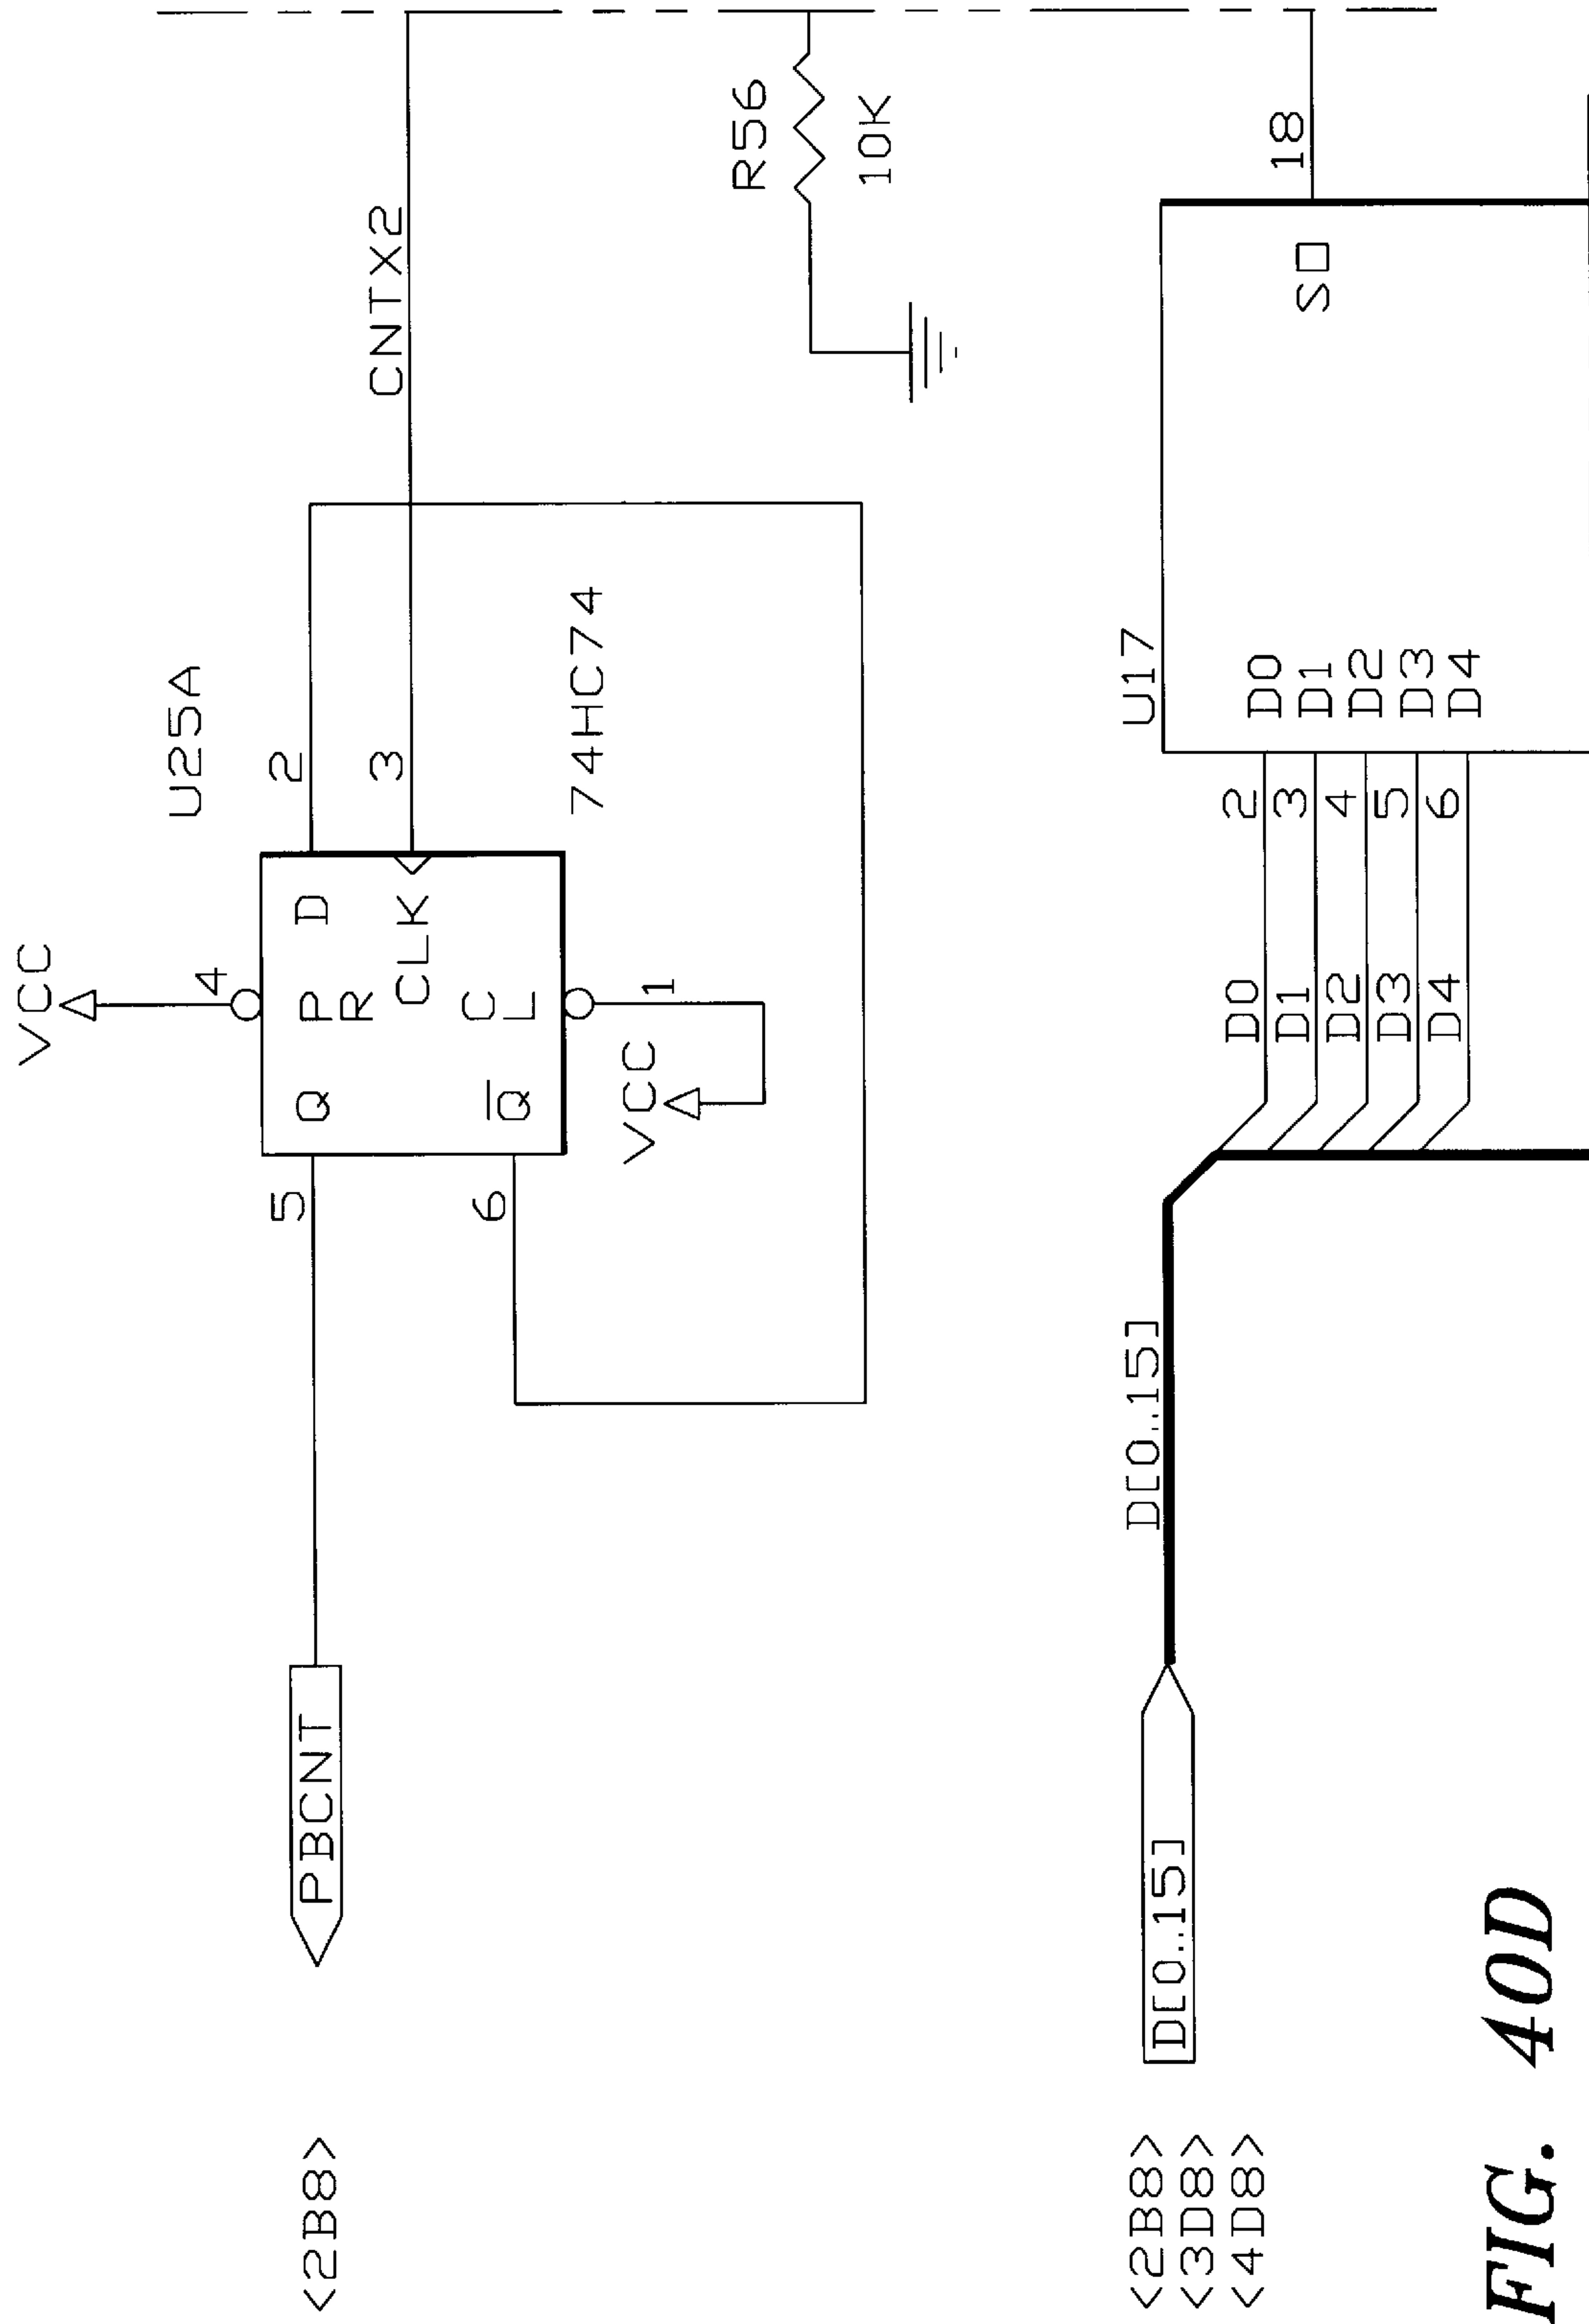 VCC
U25A
4
5
Q
PR
D
2
CLK
3
CNTX2
<2B8>
PBCNT
6
Q
CL
1
VCC
74HC74
R56
10K
<2B8>
<3D8>
<4D8>
D[0..15]
D[0..15]
U17
D0 2 D0
D1 3 D1
D2 4 D2
D3 5 D3
D4 6 D4
SO
18
FIG. 40D